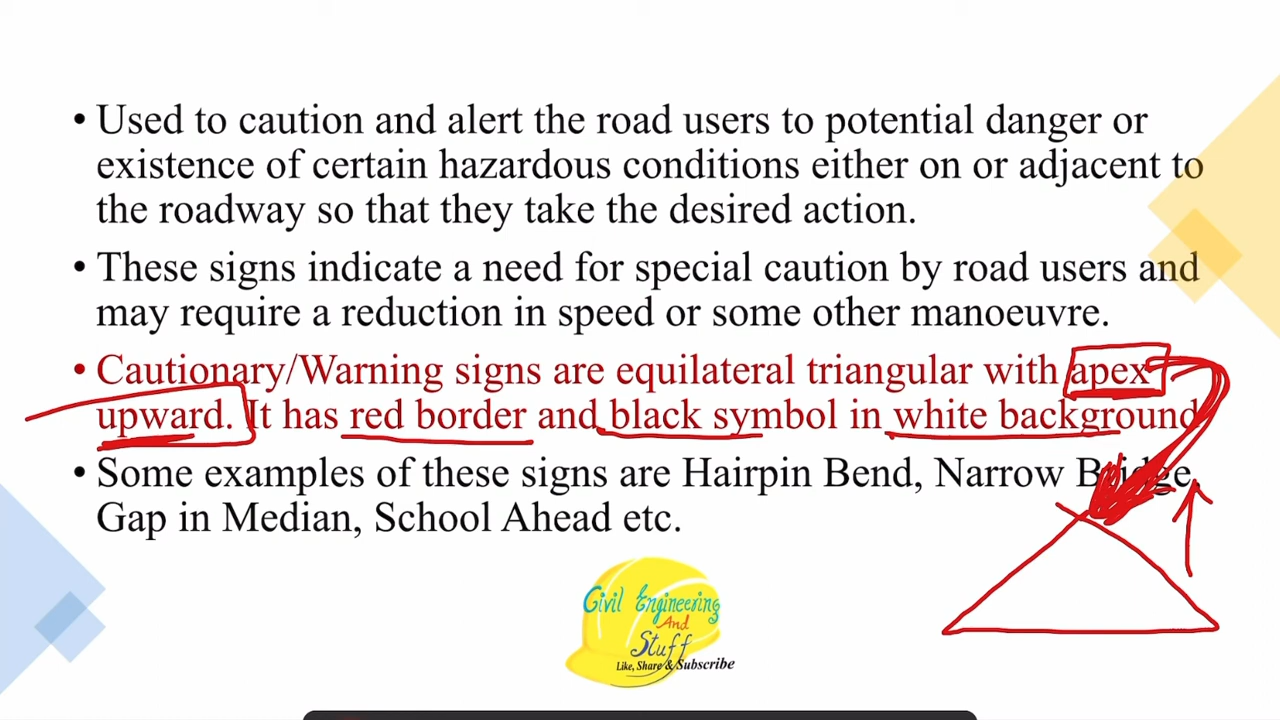 • Used to caution and alert the road users to potential danger or
existence of certain hazardous conditions either on or adjacent to
the roadway so that they take the desired action.
• These signs indicate a need for special caution by road users and
may require a reduction in speed or some other manoeuvre.
• Cautionary/Warning signs are equilateral triangular with apex
upward. It has red border and black symbol in white background
• Some examples of these signs are Hairpin Bend, Narrow Bridge,
Gap in Median, School Ahead etc.
Civil Engineering
And
Stuff
Like, Share & Subscribe